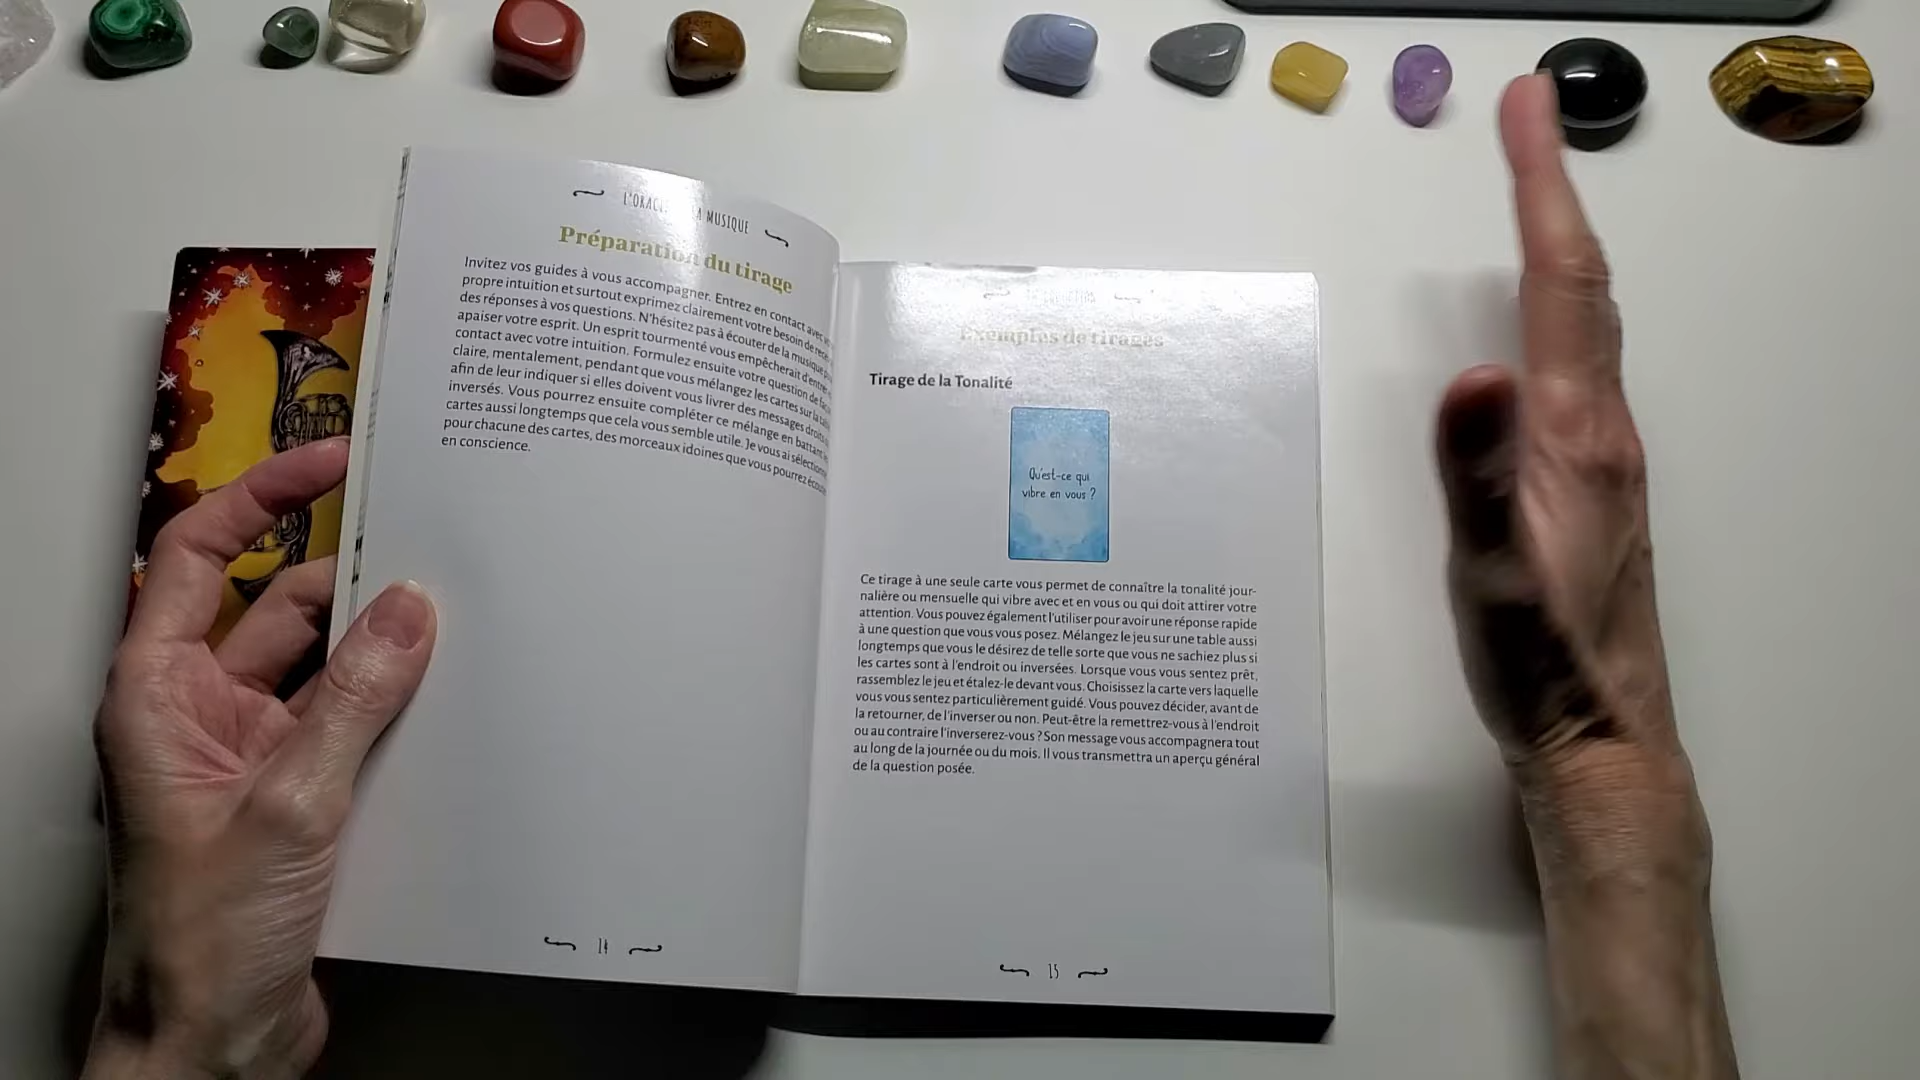 L'ORACLE LA MUSIQUE
Préparation du tirage
Invitez vos guides à vous accompagner. Entrez en contact avec
propre intuition et surtout exprimez clairement votre besoin de
des réponses à vos questions. N'hésitez pas à écouter de la musique
apaiser votre esprit. Un esprit tourmenté vous empêcherait
contact avec votre intuition. Formulez ensuite votre question de
claire, mentalement, pendant que vous mélangez les cartes sur la
afin de leur indiquer si elles doivent vous livrer des messages droits
inversés. Vous pourrez ensuite compléter ce mélange en battant
cartes aussi longtemps que cela vous semble utile. Je vous ai
pour chacune des cartes, des morceaux idoines que vous pourrez
en conscience.
14
Exemples de tirages
Tirage de la Tonalité
Qu'est-ce qui
vibre en vous ?
Ce tirage à une seule carte vous permet de connaître la tonalité jour-
nalière ou mensuelle qui vibre avec et en vous ou qui doit attirer votre
attention. Vous pouvez également l'utiliser pour avoir une réponse rapide
à une question que vous vous posez. Mélangez le jeu sur une table aussi
longtemps que vous le désirez de telle sorte que vous ne sachiez plus si
les cartes sont à l'endroit ou inversées. Lorsque vous vous sentez prêt,
rassemblez le jeu et étalez-le devant vous. Choisissez la carte vers laquelle
vous vous sentez particulièrement guidé. Vous pouvez décider, avant de
la retourner, de l'inverser ou non. Peut-être la remettrez-vous à l'endroit
ou au contraire l'inverserez-vous ? Son message vous accompagnera tout
au long de la journée ou du mois. Il vous transmettra un aperçu général
de la question posée.
15